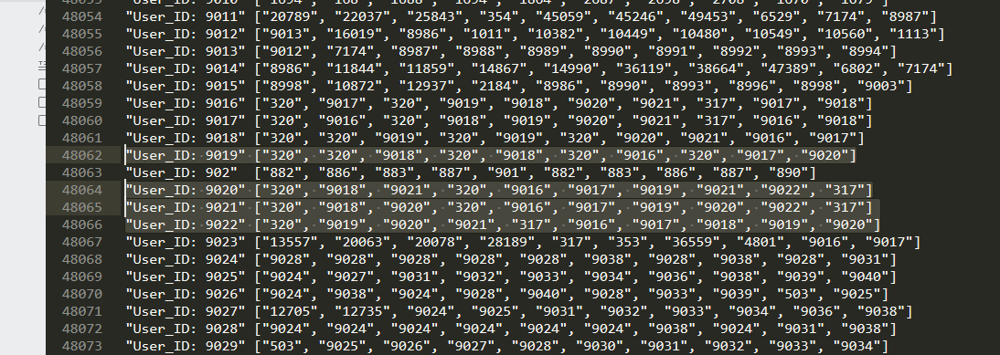 48054 "User_ID: 9011" ["20789", "22037", "25843", "354", "45059", "45246", "49453", "6529", "7174", "8987"]
48055 "User_ID: 9012" ["9013", "16019", "8986", "1011", "10382", "10449", "10480", "10549", "10560", "1113"]
48056 "User_ID: 9013" ["9012", "7174", "8987", "8988", "8989", "8990", "8991", "8992", "8993", "8994"]
48057 "User_ID: 9014" ["8986", "11844", "11859", "14867", "14990", "36119", "38664", "47389", "6802", "7174"]
48058 "User_ID: 9015" ["8998", "10872", "12937", "2184", "8986", "8990", "8993", "8996", "8998", "9003"]
48059 "User_ID: 9016" ["320", "9017", "320", "9019", "9018", "9020", "9021", "317", "9017", "9018"]
48060 "User_ID: 9017" ["320", "9016", "320", "9018", "9019", "9020", "9021", "317", "9016", "9018"]
48061 "User_ID: 9018" ["320", "320", "9019", "320", "9019", "320", "9020", "9021", "9016", "9017"]
48062 "User_ID: 9019" ["320", "320", "9018", "320", "9018", "320", "9016", "320", "9017", "9020"]
48063 "User_ID: 902" ["882", "886", "883", "887", "901", "882", "883", "886", "887", "890"]
48064 "User_ID: 9020" ["320", "9018", "9021", "320", "9016", "9017", "9019", "9021", "9022", "317"]
48065 "User_ID: 9021" ["320", "9018", "9020", "320", "9016", "9017", "9019", "9020", "9022", "317"]
48066 "User_ID: 9022" ["320", "9019", "9020", "9021", "317", "9016", "9017", "9018", "9019", "9020"]
48067 "User_ID: 9023" ["13557", "20063", "20078", "28189", "317", "353", "36559", "4801", "9016", "9017"]
48068 "User_ID: 9024" ["9028", "9028", "9028", "9028", "9028", "9038", "9028", "9038", "9028", "9031"]
48069 "User_ID: 9025" ["9024", "9027", "9031", "9032", "9033", "9034", "9036", "9038", "9039", "9040"]
48070 "User_ID: 9026" ["9024", "9038", "9024", "9028", "9040", "9028", "9033", "9039", "503", "9025"]
48071 "User_ID: 9027" ["12705", "12735", "9024", "9025", "9031", "9032", "9033", "9034", "9036", "9038"]
48072 "User_ID: 9028" ["9024", "9024", "9024", "9024", "9024", "9024", "9038", "9024", "9031", "9038"]
48073 "User_ID: 9029" ["503", "9025", "9026", "9027", "9028", "9030", "9031", "9032", "9033", "9034"]